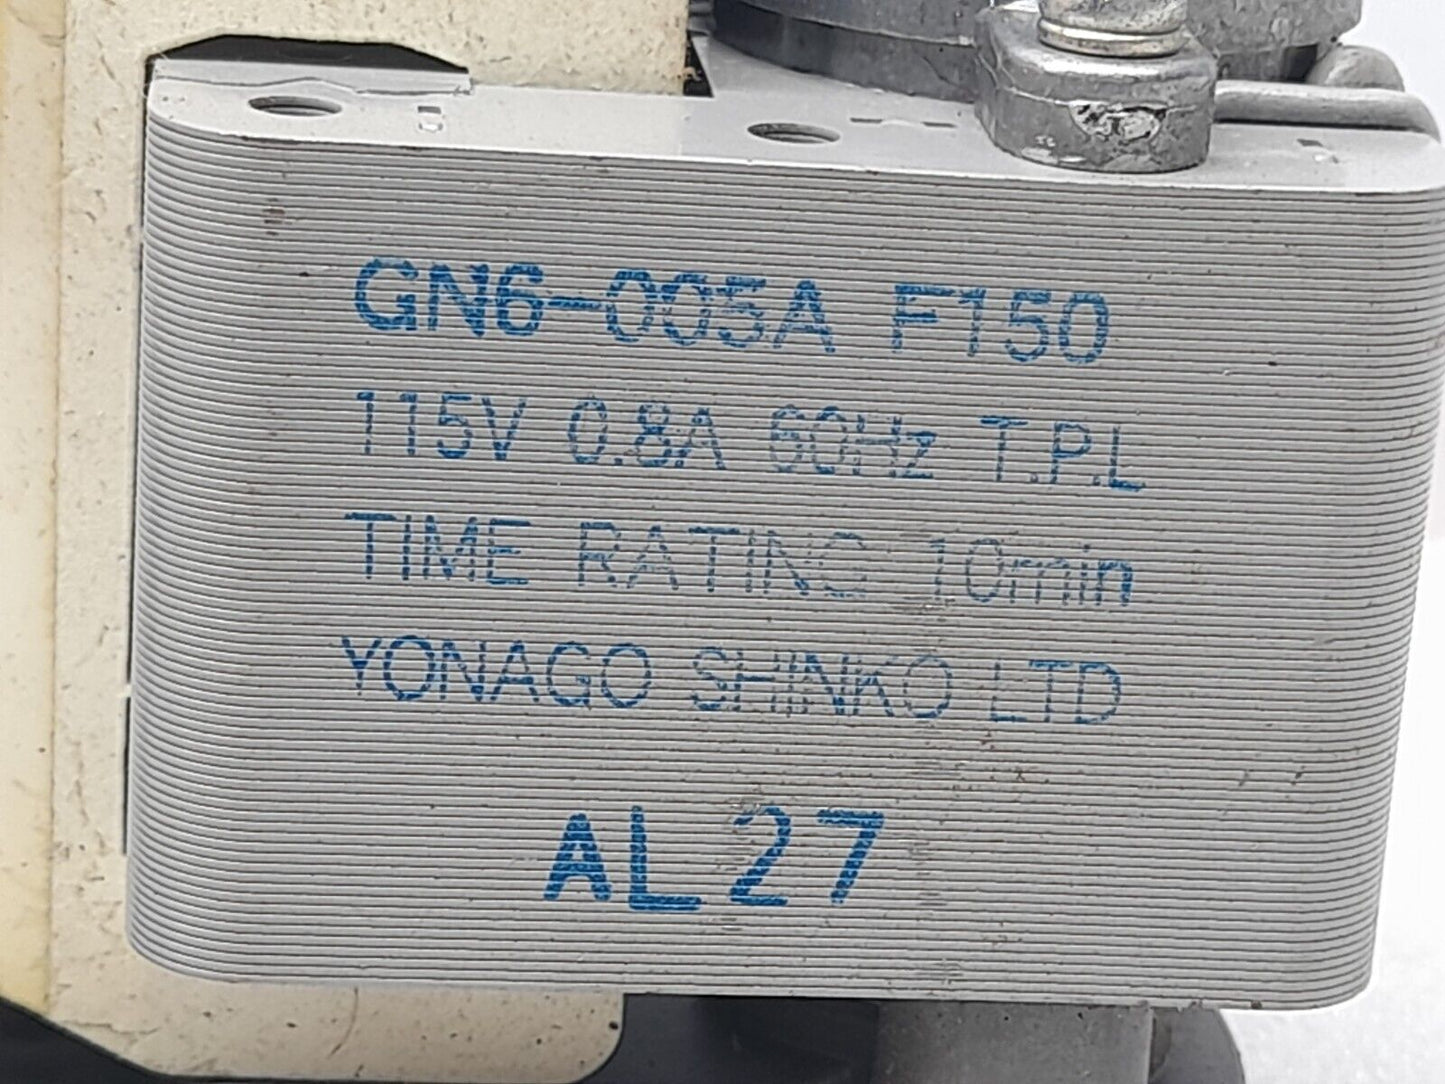 GN6-005A F150
115V 0.8A 60Hz T.P.L
TIME RATING 10min
YONAGO SHINKO LTD
AL27